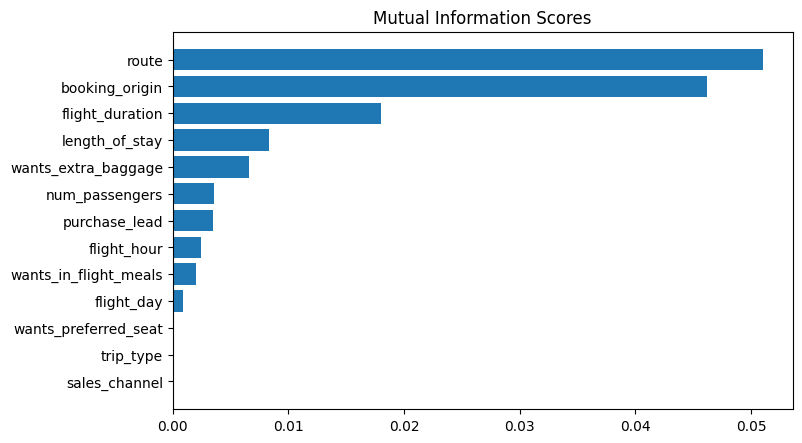 Mutual Information Scores
route
booking_origin
flight_duration
length_of_stay
wants_extra_baggage
num_passengers
purchase_lead
flight_hour
wants_in_flight_meals
flight_day
wants_preferred_seat
trip_type
sales_channel
0.00 0.01 0.02 0.03 0.04 0.05